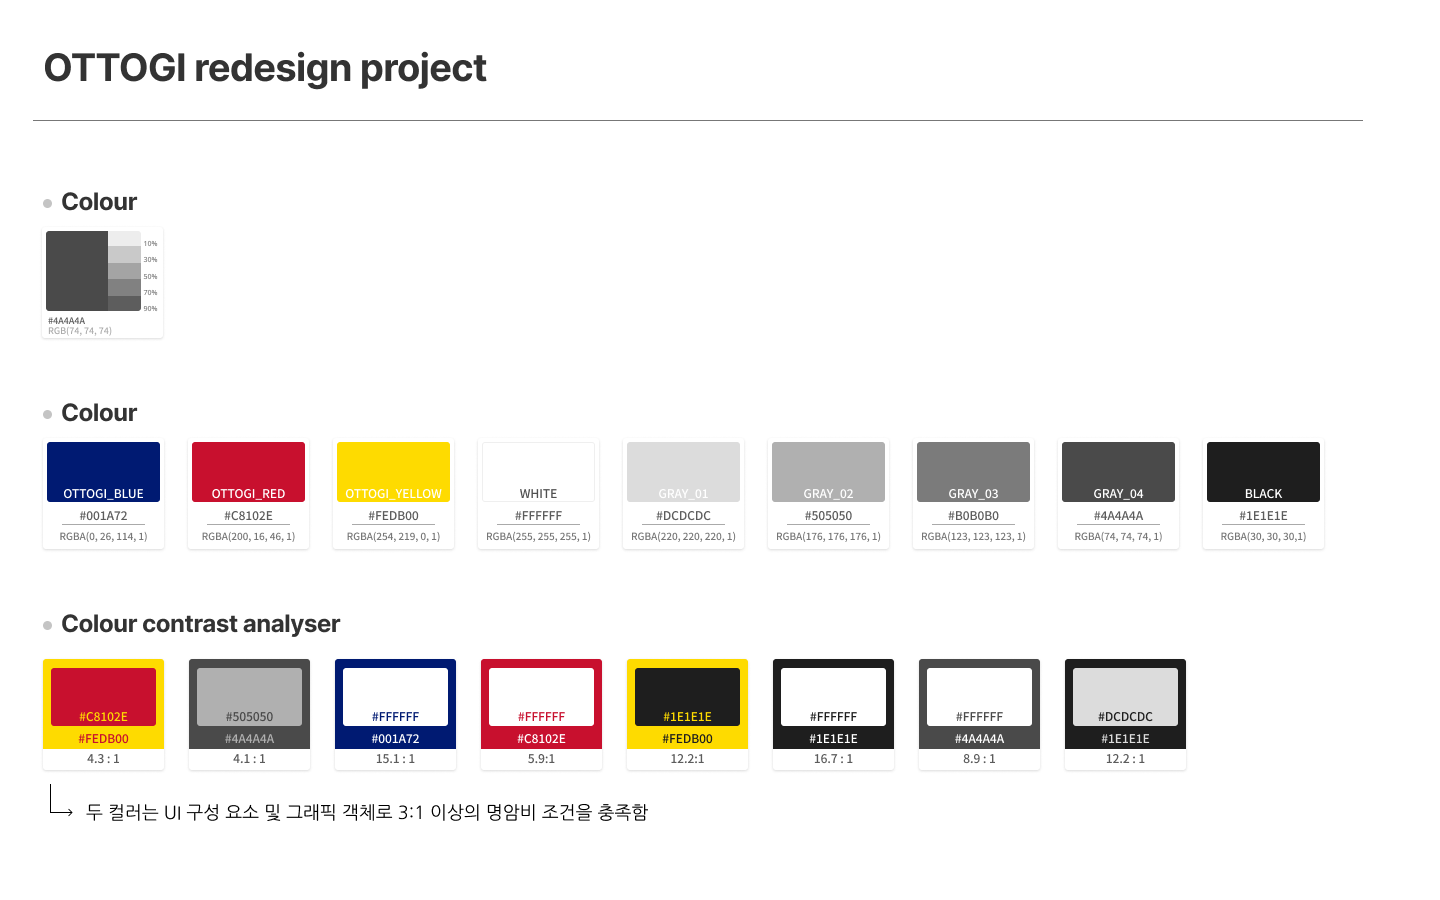 OTTOGI redesign project
Colour
10%
30%
50%
70%
90%
#4A4A4A
RGB(74, 74, 74)
Colour
OTTOGI_BLUE
#001A72
RGBA(0, 26, 114, 1)
OTTOGI_RED
#C8102E
RGBA(200, 16, 46, 1)
OTTOGI_YELLOW
#FEDB00
RGBA(254, 219, 0, 1)
WHITE
#FFFFFF
RGBA(255, 255, 255, 1)
GRAY_01
#DCDCDC
RGBA(220, 220, 220, 1)
GRAY_02
#505050
RGBA(176, 176, 176, 1)
GRAY_03
#B0B0B0
RGBA(123, 123, 123, 1)
GRAY_04
#4A4A4A
RGBA(74, 74, 74, 1)
BLACK
#1E1E1E
RGBA(30, 30, 30,1)
Colour contrast analyser
#C8102E
#FEDB00
4.3 : 1
#505050
#4A4A4A
4.1 : 1
#FFFFFF
#001A72
15.1 : 1
#FFFFFF
#C8102E
5.9:1
#1E1E1E
#FEDB00
12.2:1
#FFFFFF
#1E1E1E
16.7 : 1
#FFFFFF
#4A4A4A
8.9 : 1
#DCDCDC
#1E1E1E
12.2 : 1
두 컬러는 UI 구성 요소 및 그래픽 객체로 3:1 이상의 명암비 조건을 충족함